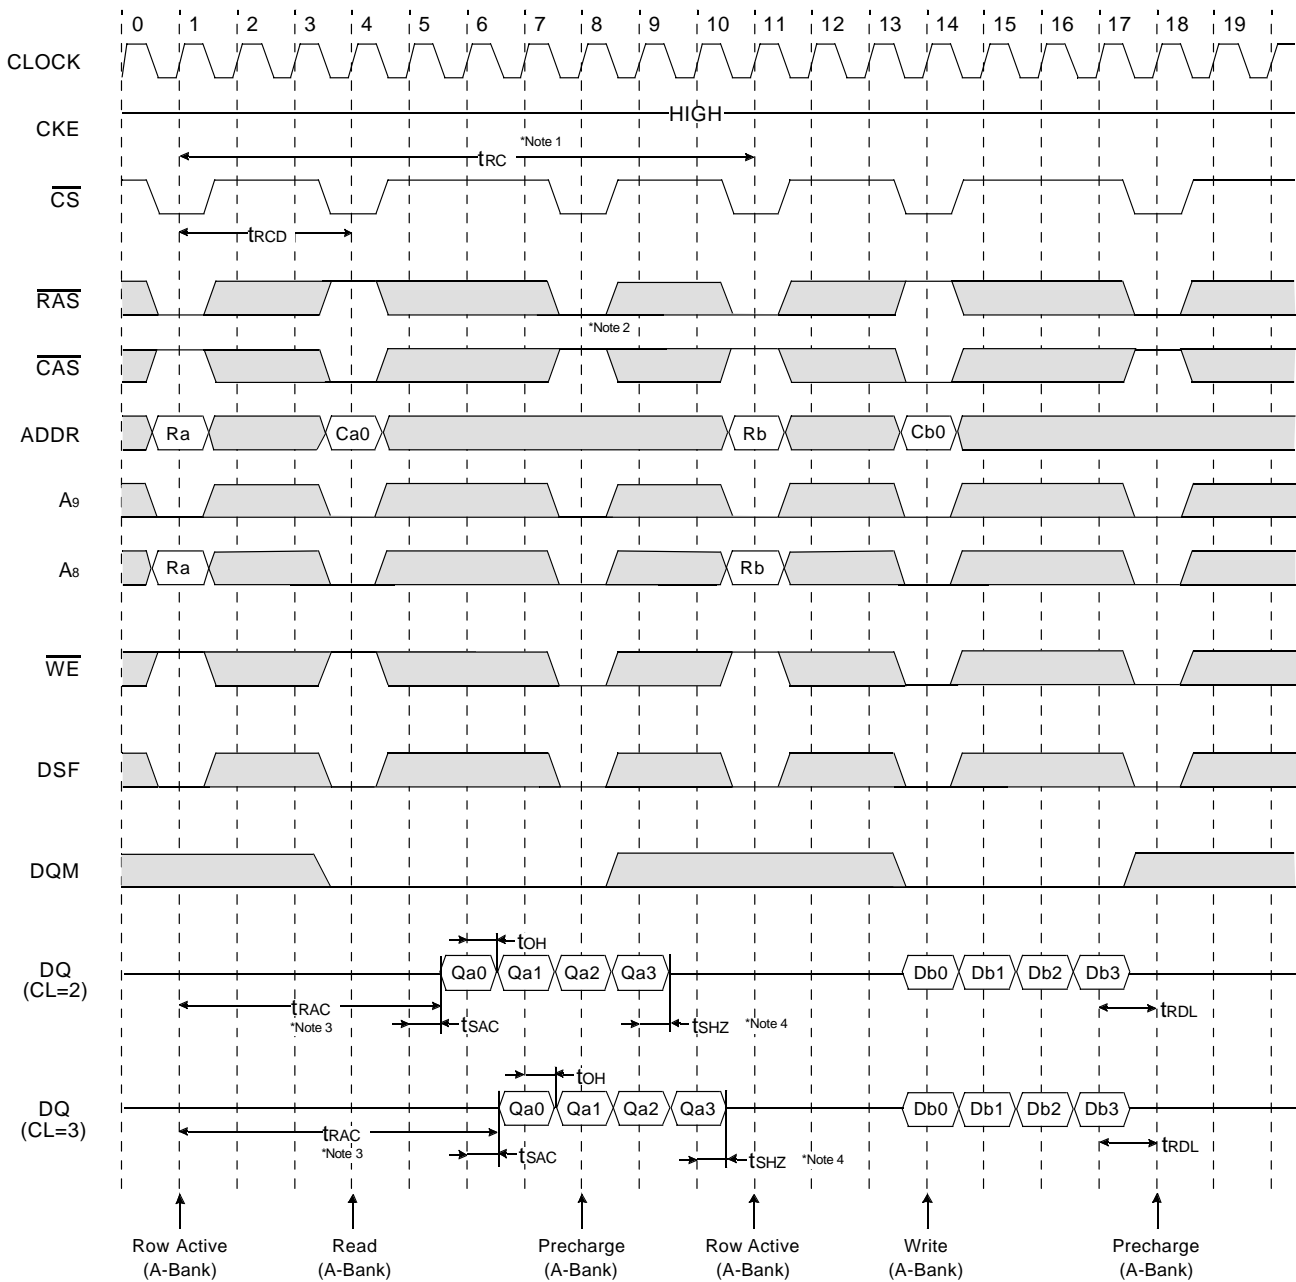 0 1 2 3 4 5 6 7 8 9 10 11 12 13 14 15 16 17 18 19
CLOCK
CKE HIGH
tRC *Note 1
CS
tRCD
RAS
*Note 2
CAS
ADDR Ra Ca0 Rb Cb0
A9
A8 Ra Rb
WE
DSF
DQM
tOH
DQ (CL=2) Qa0 Qa1 Qa2 Qa3 Db0 Db1 Db2 Db3
tRAC *Note 3 tSAC tSHZ *Note 4 tRDL
tOH
DQ (CL=3) Qa0 Qa1 Qa2 Qa3 Db0 Db1 Db2 Db3
tRAC *Note 3 tSAC tSHZ *Note 4 tRDL
Row Active (A-Bank)
Read (A-Bank)
Precharge (A-Bank)
Row Active (A-Bank)
Write (A-Bank)
Precharge (A-Bank)